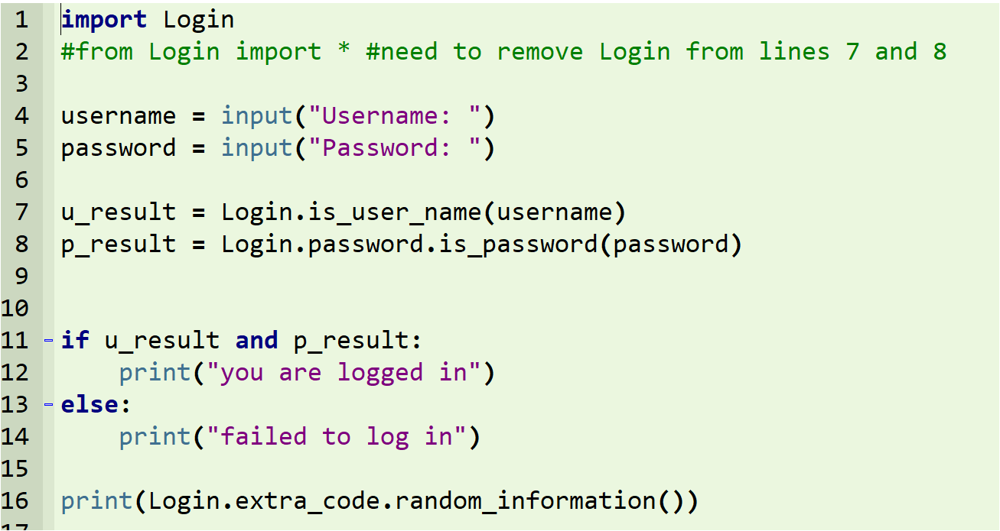 1 import Login
2 #from Login import * #need to remove Login from lines 7 and 8
3
4 username = input("Username: ")
5 password = input("Password: ")
6
7 u_result = Login.is_user_name(username)
8 p_result = Login.password.is_password(password)
9
10
11 if u_result and p_result:
12     print("you are logged in")
13 else:
14     print("failed to log in")
15
16 print(Login.extra_code.random_information())
17